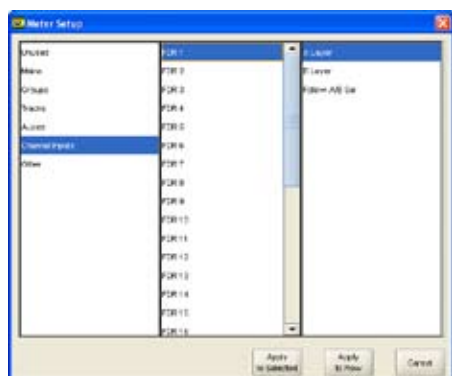 Meter Setup
Unused
Mains
Groups
Tracks
Auxes
Channel Inputs
Other
FDR 1
FDR 2
FDR 3
FDR 4
FDR 5
FDR 6
FDR 7
FDR 8
FDR 9
FDR 10
FDR 11
FDR 12
FDR 13
FDR 14
FDR 15
FDR 16
A Layer
B Layer
Follow A/B Sel
Apply to Selected
Apply to Row
Cancel